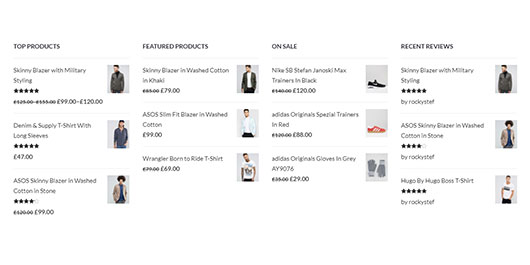 TOP PRODUCTS
Skinny Blazer with Military
Styling
£125.00–£155.00 £99.00–£120.00
Denim & Supply T-Shirt With
Long Sleeves
£47.00
ASOS Skinny Blazer in Washed
Cotton in Stone
£120.00 £99.00
FEATURED PRODUCTS
Skinny Blazer in Washed Cotton
in Khaki
£85.00 £79.00
ASOS Slim Fit Blazer in Washed
Cotton
£99.00
Wrangler Born to Ride T-Shirt
£79.00 £69.00
ON SALE
Nike SB Stefan Janoski Max
Trainers In Black
£140.00 £120.00
adidas Originals Spezial Trainers
In Red
£120.00 £88.00
adidas Originals Gloves In Grey
AY9076
£35.00 £29.00
RECENT REVIEWS
Skinny Blazer with Military
Styling
by rockystef
ASOS Skinny Blazer in Washed
Cotton in Stone
by rockystef
Hugo By Hugo Boss T-Shirt
by rockystef